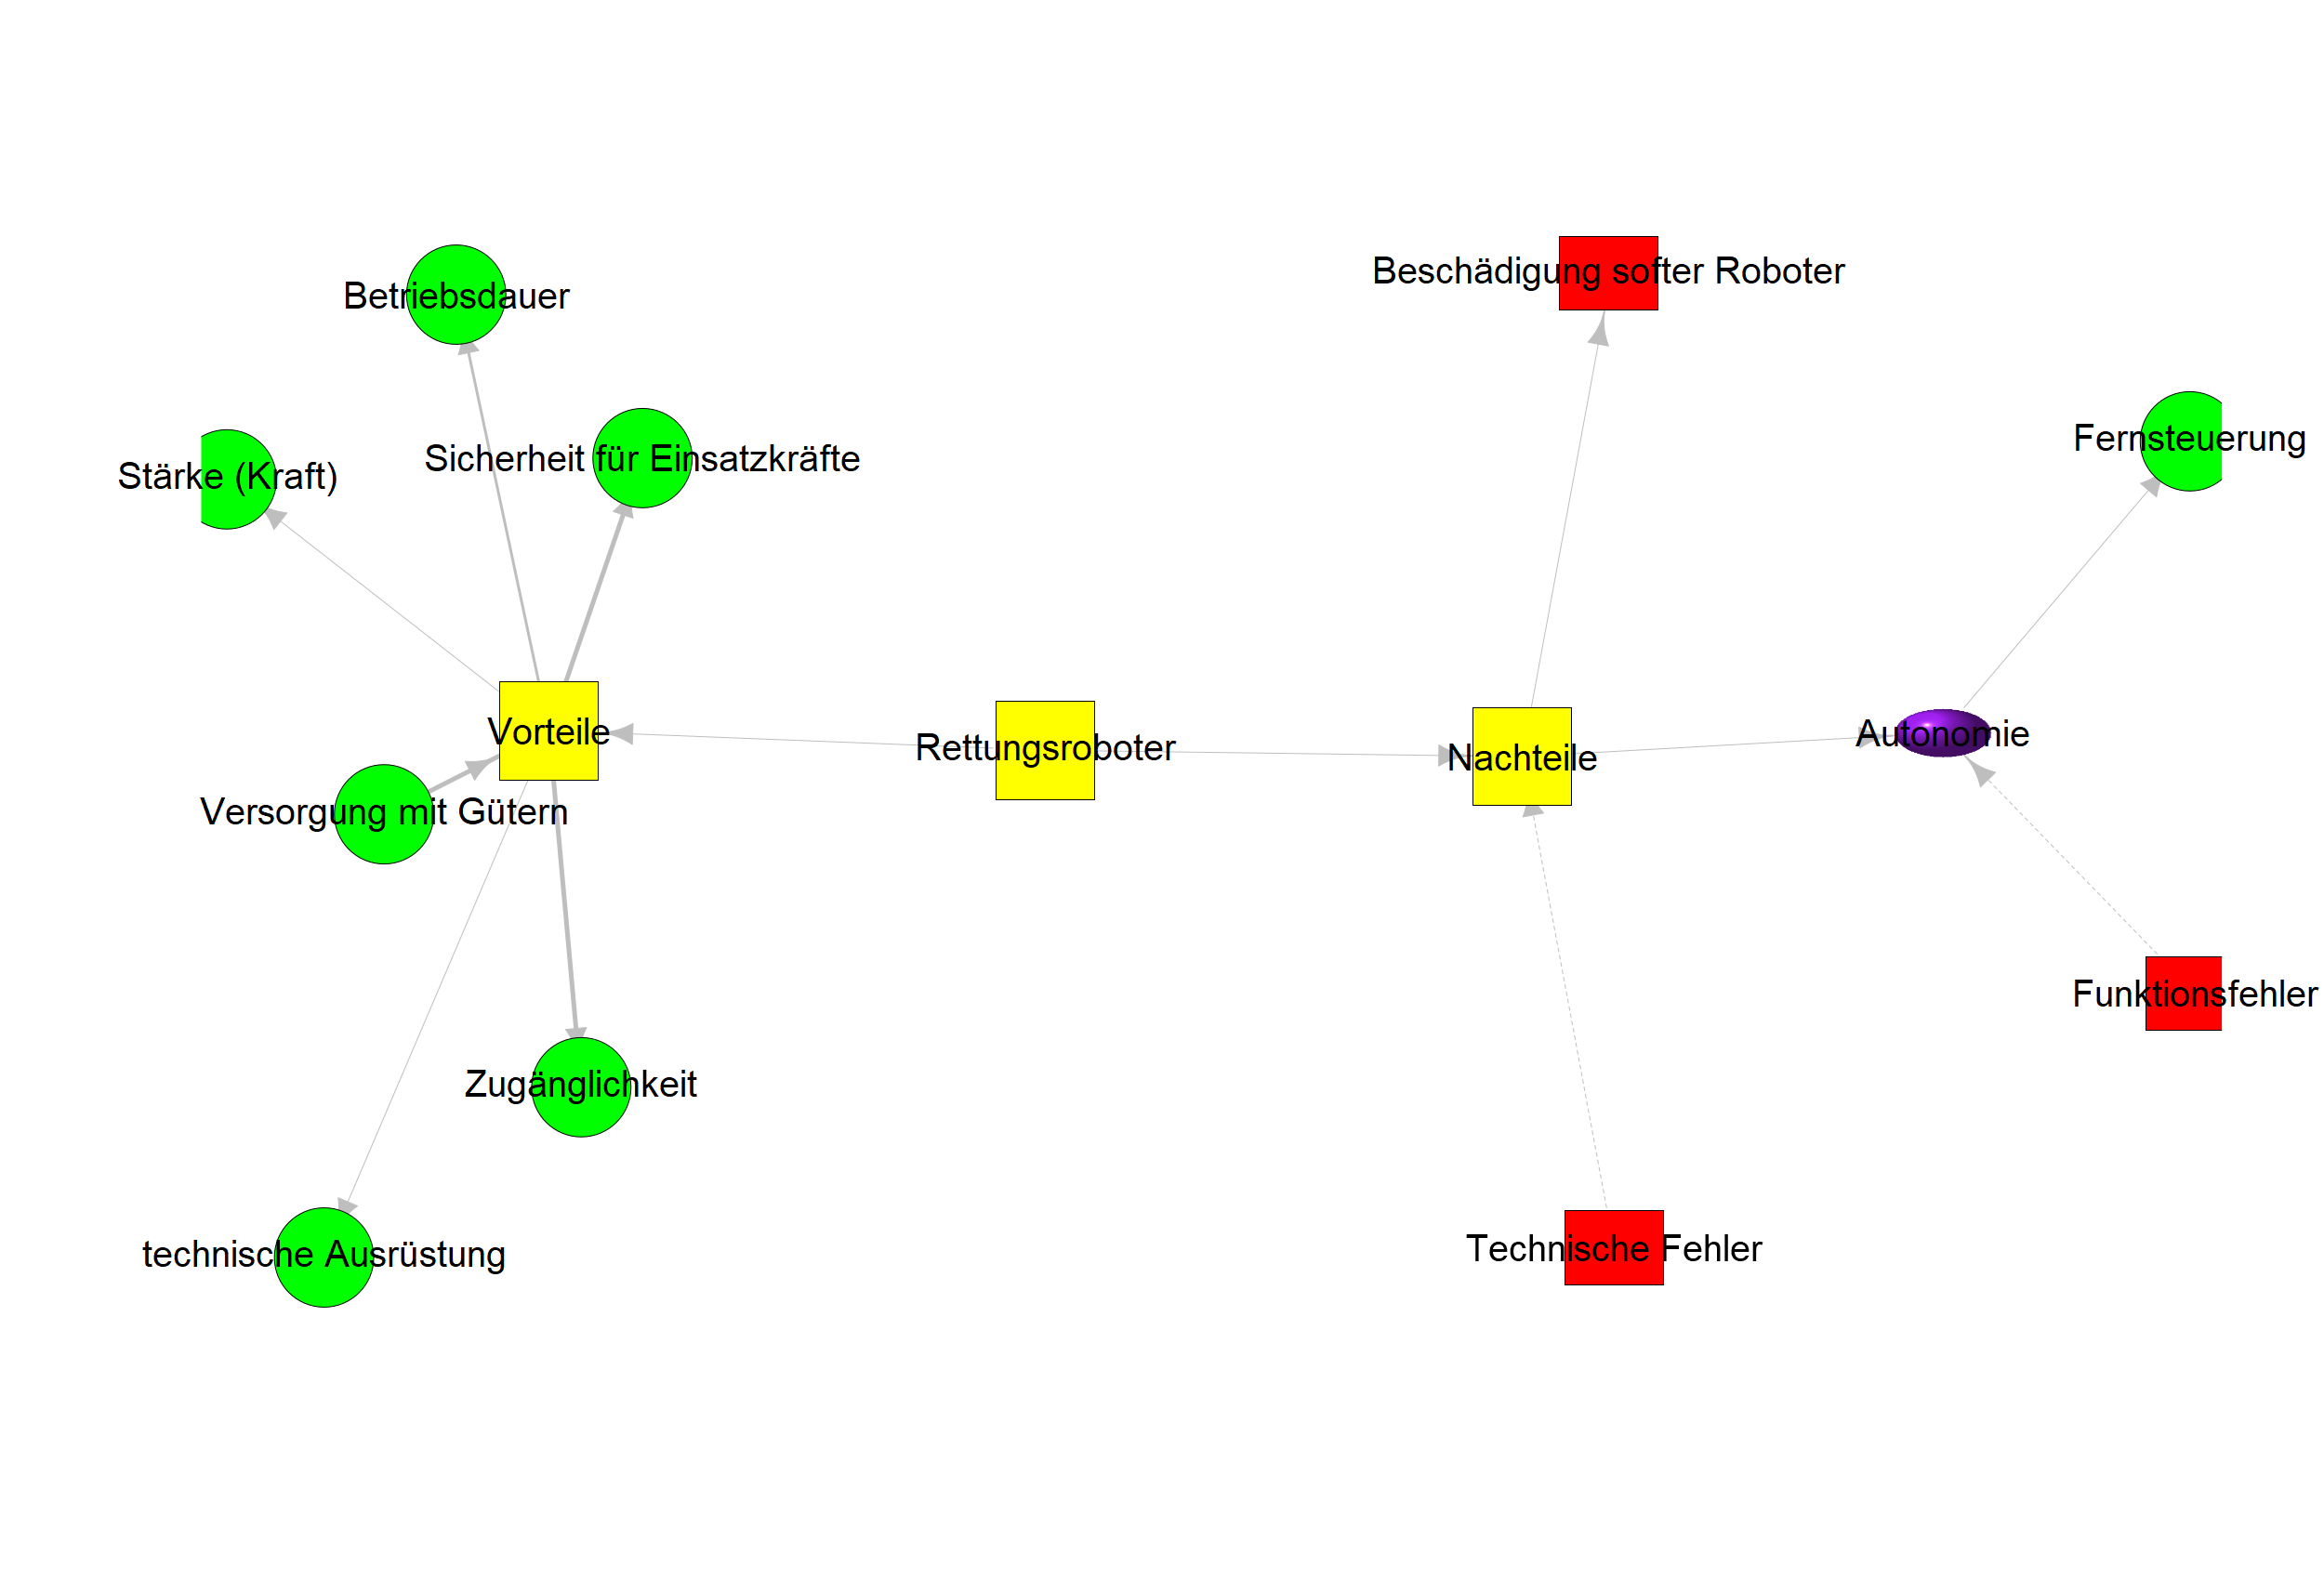 Beschädigung softer Roboter
Betriebsdauer
Fernsteuerung
Sicherheit für Einsatzkräfte
Stärke (Kraft)
Vorteile
Autonomie
Rettungsroboter
Nachteile
Versorgung mit Gütern
Funktionsfehler
Zugänglichkeit
Technische Fehler
technische Ausrüstung